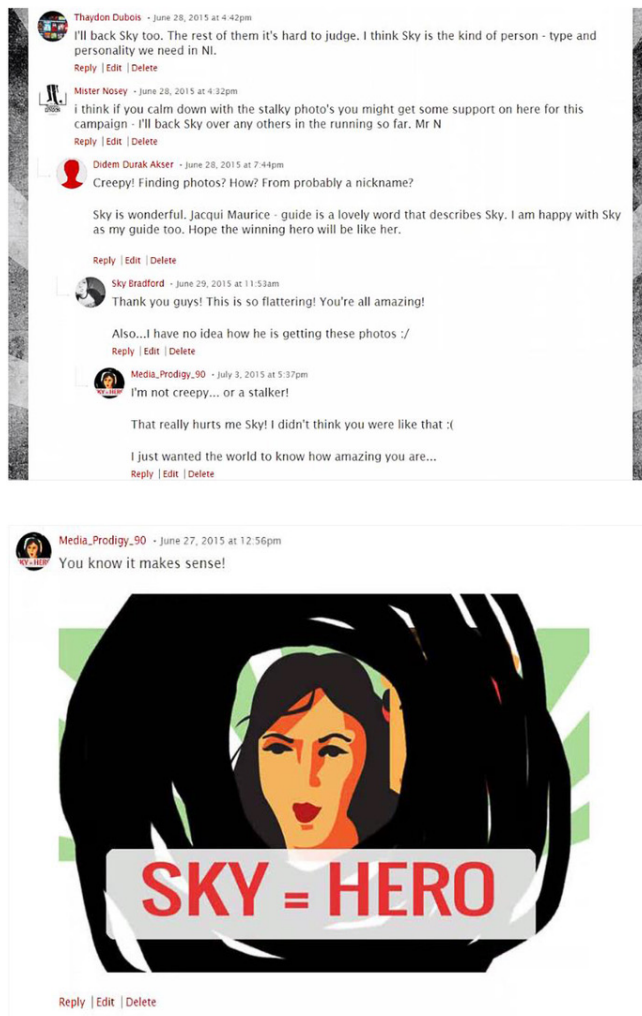 Thaydon Dubois • June 28, 2015 at 4:42pm
I'll back Sky too. The rest of them it's hard to judge. I think Sky is the kind of person - type and
personality we need in NI.
Reply | Edit | Delete
Mister Nosey • June 28, 2015 at 4:32pm
i think if you calm down with the stalky photo's you might get some support on here for this
campaign - I'll back Sky over any others in the running so far. Mr N
Reply | Edit | Delete
Didem Durak Akser • June 28, 2015 at 7:44pm
Creepy! Finding photos? How? From probably a nickname?
Sky is wonderful. Jacqui Maurice - guide is a lovely word that describes Sky. I am happy with Sky
as my guide too. Hope the winning hero will be like her.
Reply | Edit | Delete
Sky Bradford • June 29, 2015 at 11:53am
Thank you guys! This is so flattering! You're all amazing!
Also...I have no idea how he is getting these photos :/
Reply | Edit | Delete
Media_Prodigy_90 • July 3, 2015 at 5:37pm
I'm not creepy... or a stalker!
That really hurts me Sky! I didn't think you were like that :(
I just wanted the world to know how amazing you are...
Reply | Edit | Delete
Media_Prodigy_90 • June 27, 2015 at 12:56pm
You know it makes sense!
SKY = HERO
Reply | Edit | Delete